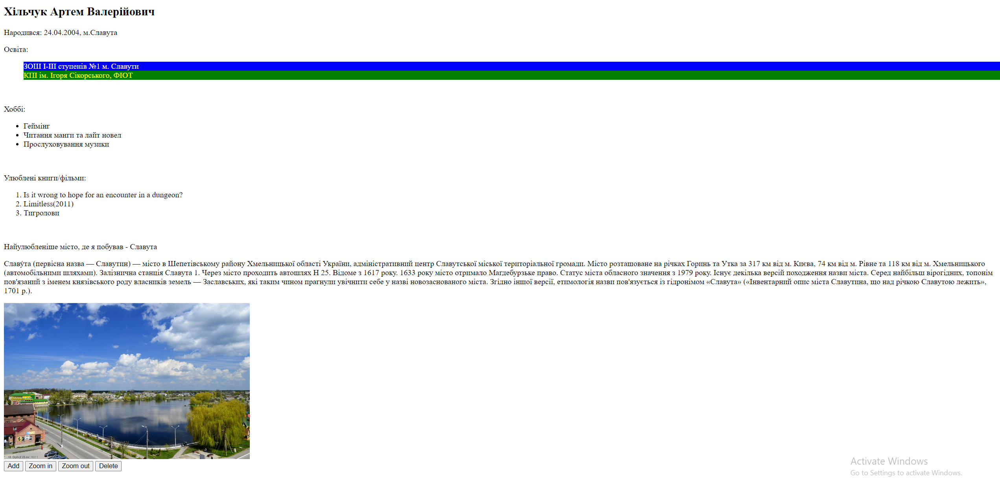 Хільчук Артем Валерійович
Народився: 24.04.2004, м.Славута
Освіта:
ЗОШ І-ІІІ ступенів №1 м. Славути
КПІ ім. Ігоря Сікорського, ФІОТ
Хоббі:
• Геймінг
• Читання манги та лайт новел
• Прослуховування музики
Улюблені книги/фільми:
1. Is it wrong to hope for an encounter in a dungeon?
2. Limitless(2011)
3. Тигролови
Найулюбленіше місто, де я побував - Славута
Славу́та (первісна назва — Славутин) — місто в Шепетівському району Хмельницької області України, адміністративний центр Славутської міської територіальної громади. Місто розташоване на річках Горинь та Утка за 317 км від м. Києва, 74 км від м. Рівне та 118 км від м. Хмельницького
(автомобільними шляхами). Залізнична станція Славута 1. Через місто проходить автошлях Н 25. Відоме з 1617 року. 1633 року місто отримало Магдебурзьке право. Статус міста обласного значення з 1979 року. Існує декілька версій походження назви міста. Серед найбільш вірогідних, топонім
пов'язаний з іменем князівського роду власників земель — Заславських, які таким чином прагнули увічнити себе у назві новозаснованого міста. Згідно іншої версії, етимологія назви пов'язується із гідронімом «Славута» («Інвентарний опис міста Славутина, що над річкою Славутою лежить»,
1701 р.).
Add Zoom in Zoom out Delete
Activate Windows
Go to Settings to activate Windows.